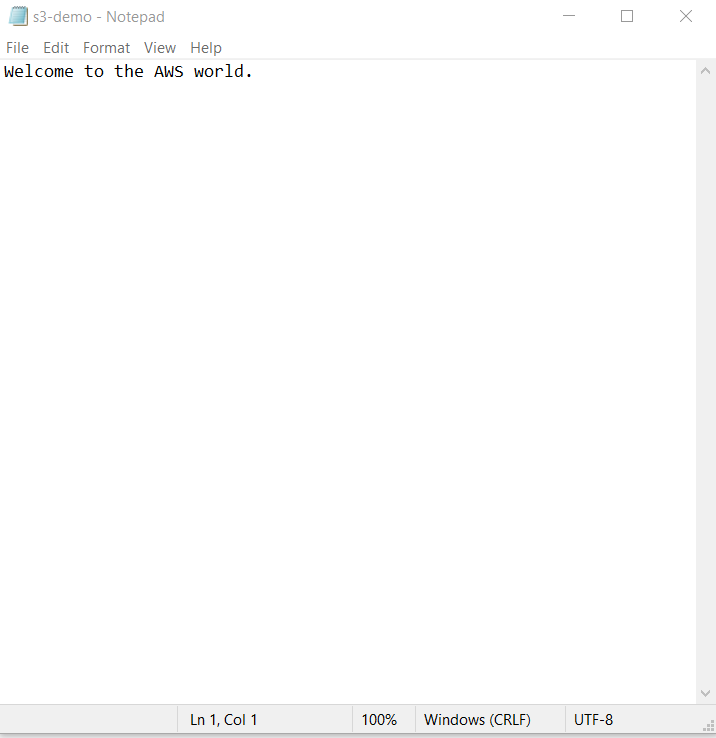 s3-demo - Notepad
File Edit Format View Help
Welcome to the AWS world.
Ln 1, Col 1 100% Windows (CRLF) UTF-8